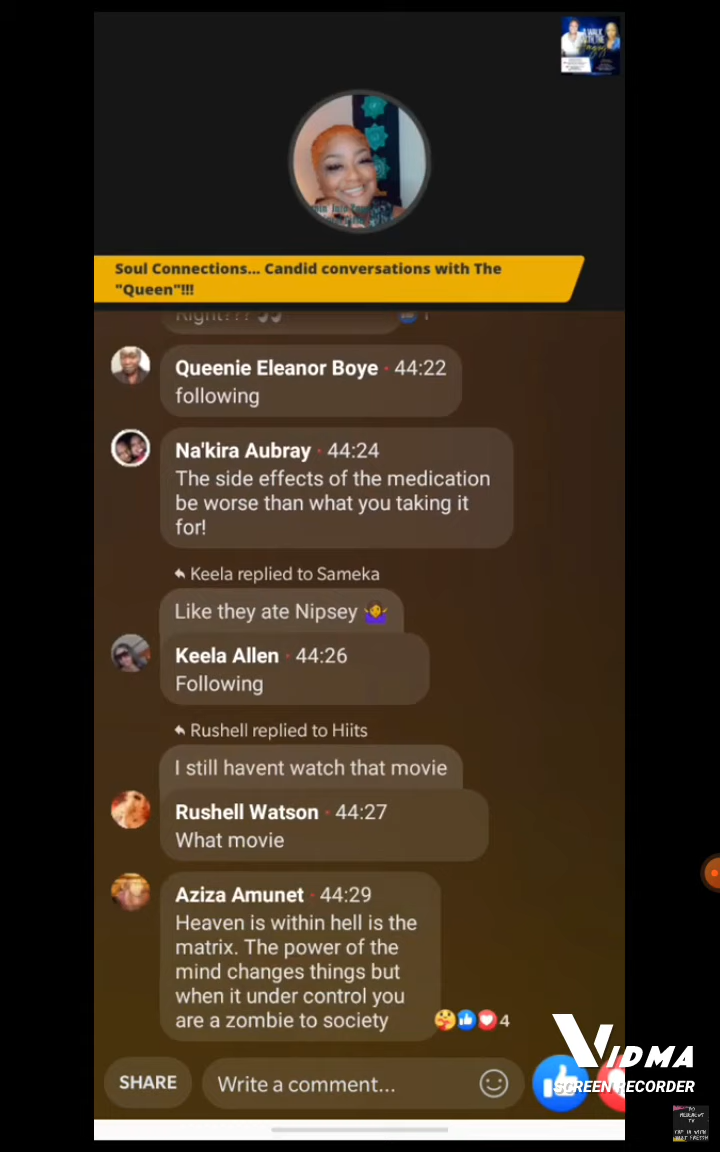 A WALK
WITH THE
Soul Connections... Candid conversations with The
"Queen"!!!
Right???
1
Queenie Eleanor Boye · 44:22
following
Na'kira Aubray · 44:24
The side effects of the medication
be worse than what you taking it
for!
Keela replied to Sameka
Like they ate Nipsey 🤷‍♀️
Keela Allen · 44:26
Following
Rushell replied to Hiits
I still havent watch that movie
Rushell Watson · 44:27
What movie
Aziza Amunet · 44:29
Heaven is within hell is the
matrix. The power of the
mind changes things but
when it under control you
are a zombie to society
4
SHARE
Write a comment...
VIDMA
SCREEN RECORDER